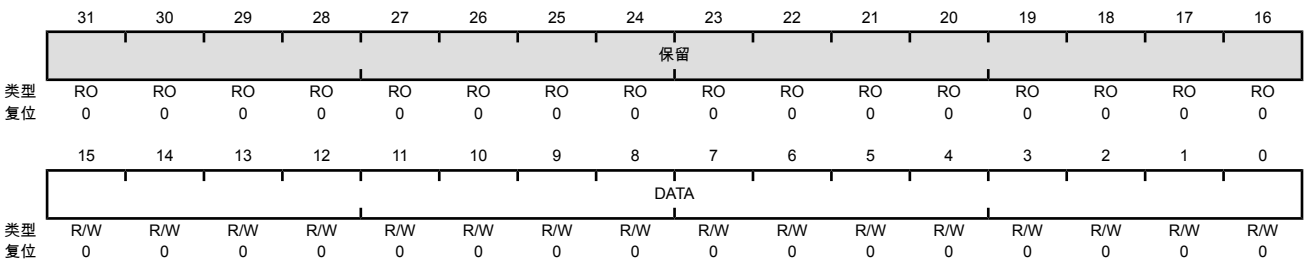 31 30 29 28 27 26 25 24 23 22 21 20 19 18 17 16
保留
类型 RO RO RO RO RO RO RO RO RO RO RO RO RO RO RO RO
复位 0 0 0 0 0 0 0 0 0 0 0 0 0 0 0 0
15 14 13 12 11 10 9 8 7 6 5 4 3 2 1 0
DATA
类型 R/W R/W R/W R/W R/W R/W R/W R/W R/W R/W R/W R/W R/W R/W R/W R/W
复位 0 0 0 0 0 0 0 0 0 0 0 0 0 0 0 0